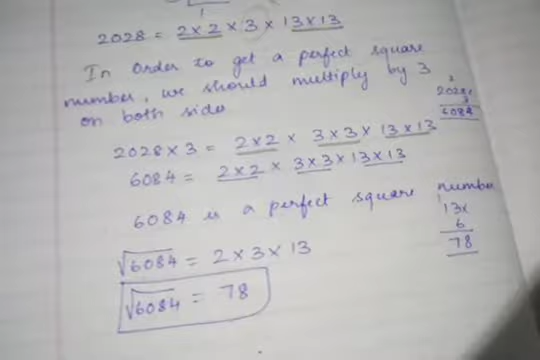 2028 = 2×2 × 3 × 13×13
In order to get a perfect square
number, we should multiply by 3
on both sides
2028
3
6084
2028 × 3 = 2×2 × 3×3 × 13×13
6084 = 2×2 × 3×3 × 13×13
6084 is a perfect square number
√6084 = 2 × 3 × 13
√6084 = 78
1
13×
6
78